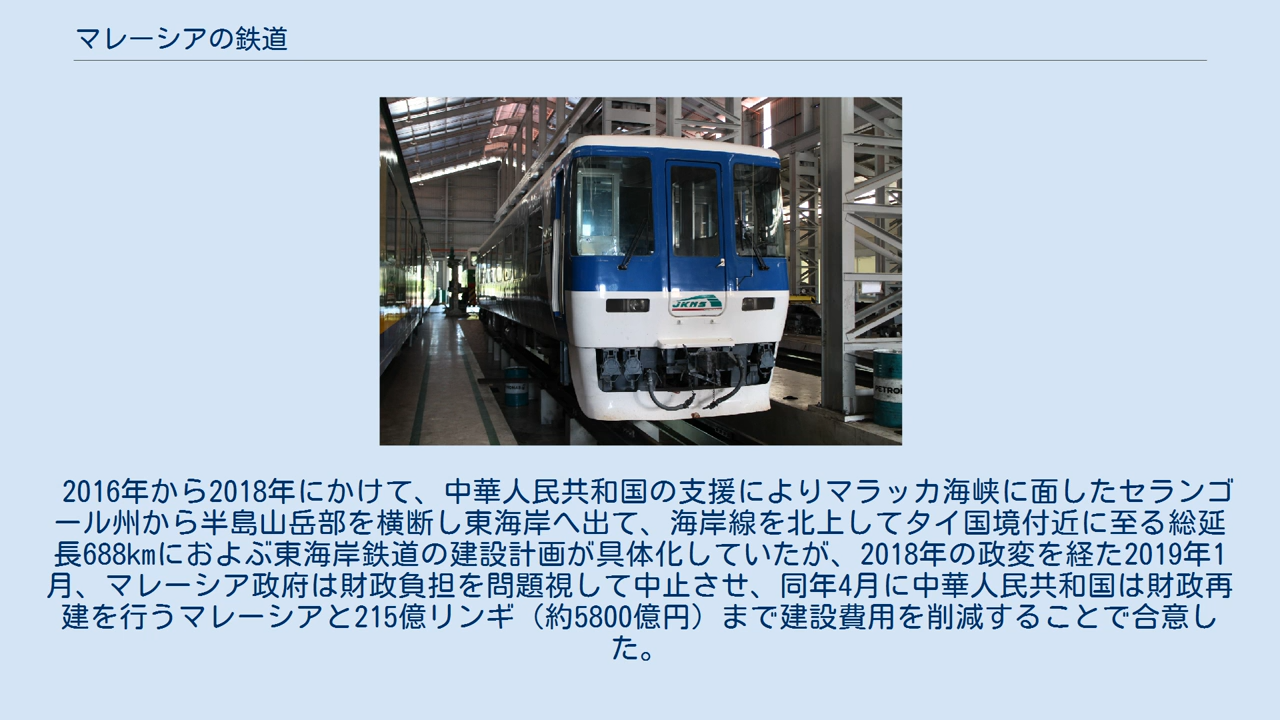 マレーシアの鉄道
JKNS
PETRON
2016年から2018年にかけて、中華人民共和国の支援によりマラッカ海峡に面したセランゴ
ール州から半島山岳部を横断し東海岸へ出て、海岸線を北上してタイ国境付近に至る総延
長688kmにおよぶ東海岸鉄道の建設計画が具体化していたが、2018年の政変を経た2019年1
月、マレーシア政府は財政負担を問題視して中止させ、同年4月に中華人民共和国は財政再
建を行うマレーシアと215億リンギ（約5800億円）まで建設費用を削減することで合意し
た。